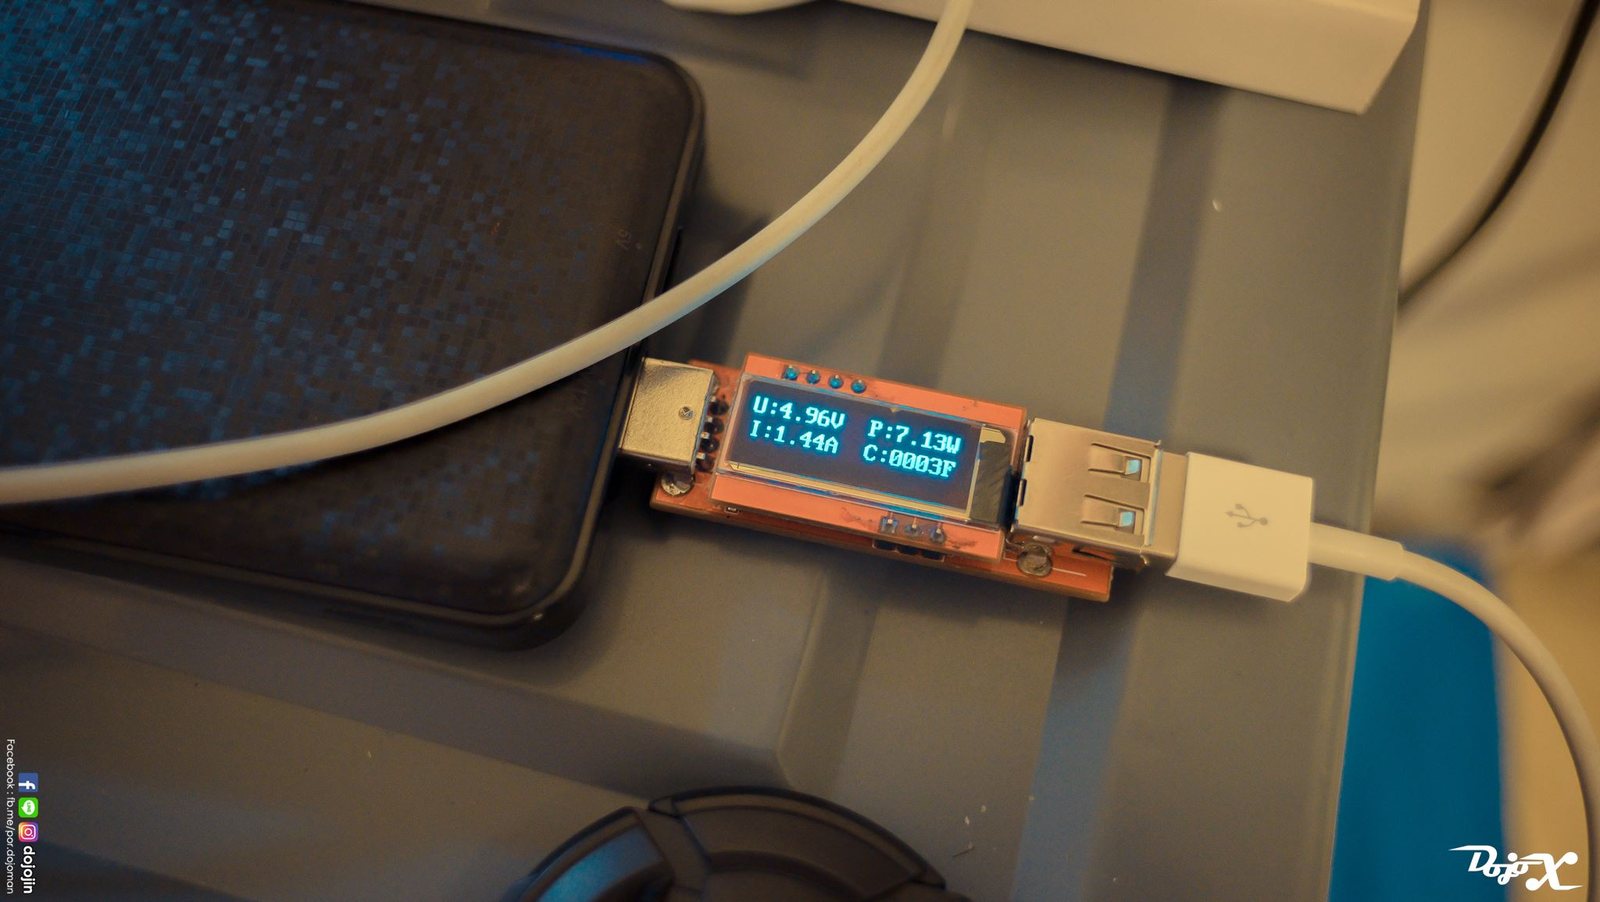 U:4.96V P:7.13W
I:1.44A C:0003F
Facebook : fb.me/por.dojoman
dojojin
DojoX